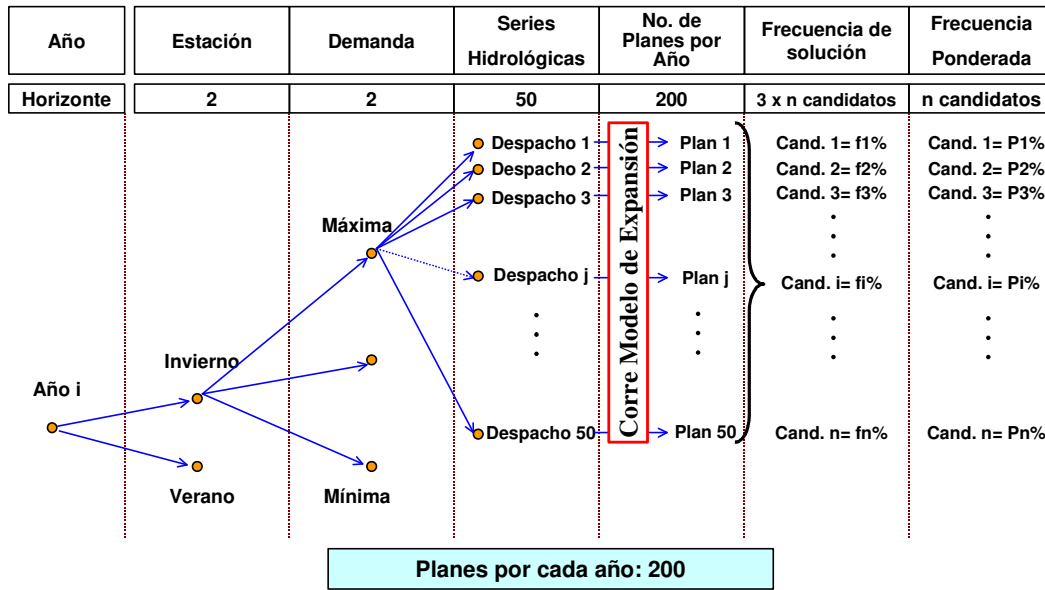 Año
Estación
Demanda
Series
Hidrológicas
No. de
Planes por
Año
Frecuencia de
solución
Frecuencia
Ponderada
Horizonte
2
2
50
200
3 x n candidatos
n candidatos
Despacho 1
Plan 1
Cand. 1= f1%
Cand. 1= P1%
Despacho 2
Plan 2
Cand. 2= f2%
Cand. 2= P2%
Despacho 3
Plan 3
Cand. 3= f3%
Cand. 3= P3%
Máxima
Despacho j
Plan j
Cand. i= fi%
Cand. i= Pi%
Corre Modelo de Expansión
Invierno
Año i
Despacho 50
Plan 50
Cand. n= fn%
Cand. n= Pn%
Verano
Mínima
Planes por cada año: 200